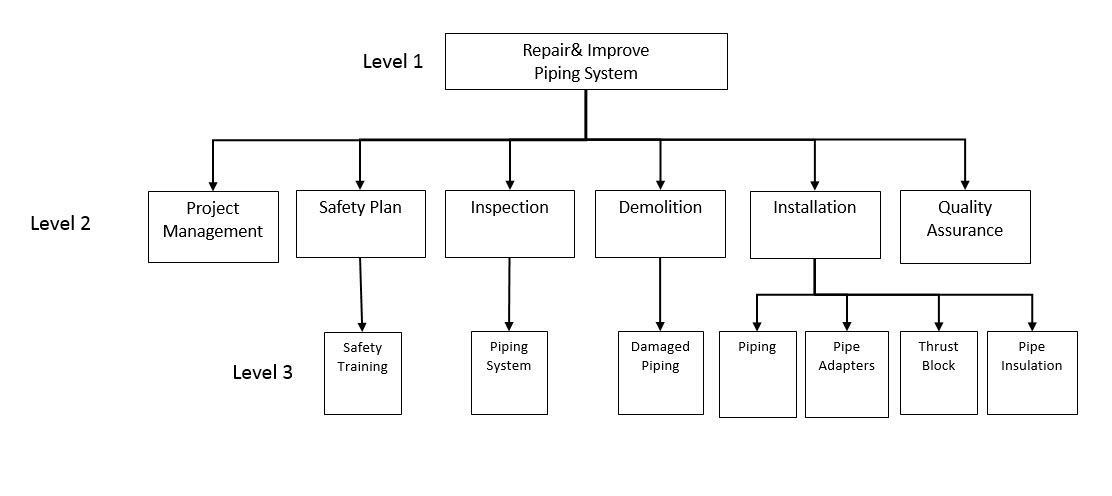 Level 1
Repair& Improve
Piping System
Level 2
Project
Management
Safety Plan
Inspection
Demolition
Installation
Quality
Assurance
Level 3
Safety
Training
Piping
System
Damaged
Piping
Piping
Pipe
Adapters
Thrust
Block
Pipe
Insulation